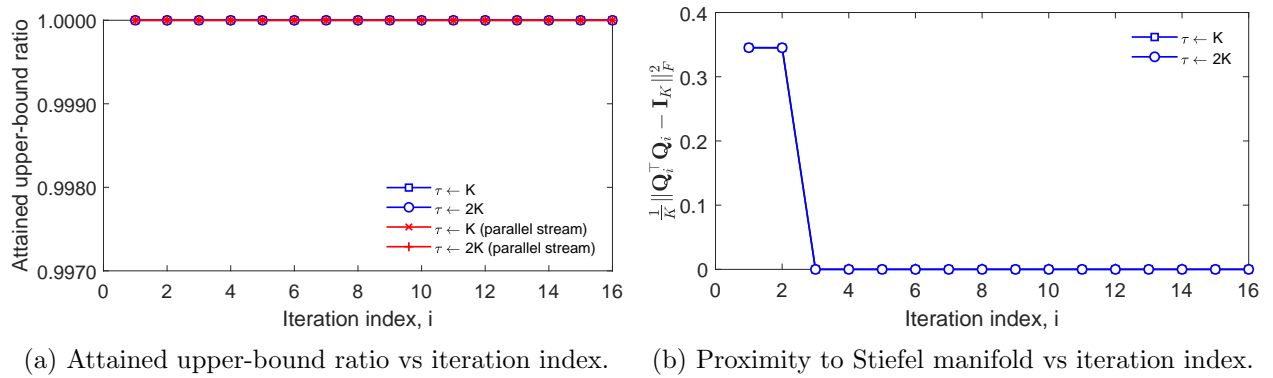 Attained upper-bound ratio
1.0000
0.9990
0.9980
0.9970
τ ← K
τ ← 2K
τ ← K (parallel stream)
τ ← 2K (parallel stream)
0 2 4 6 8 10 12 14 16
Iteration index, i
(a) Attained upper-bound ratio vs iteration index.
1/K ||Q_i^⊤ Q_i − I_K||_F^2
0.4
0.3
0.2
0.1
0
τ ← K
τ ← 2K
0 2 4 6 8 10 12 14 16
Iteration index, i
(b) Proximity to Stiefel manifold vs iteration index.